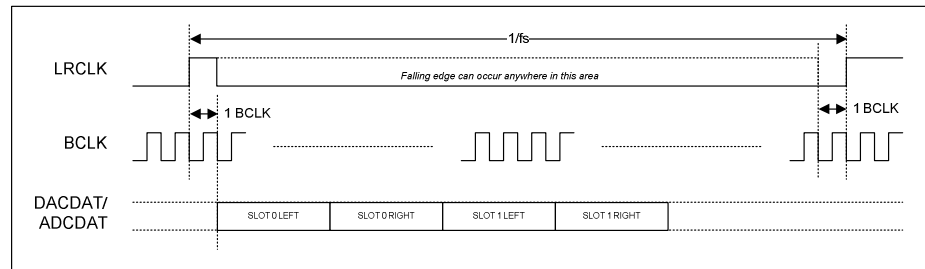 1/fs
LRCLK
Falling edge can occur anywhere in this area
1 BCLK
1 BCLK
BCLK
DACDAT/
ADCDAT
SLOT 0 LEFT
SLOT 0 RIGHT
SLOT 1 LEFT
SLOT 1 RIGHT